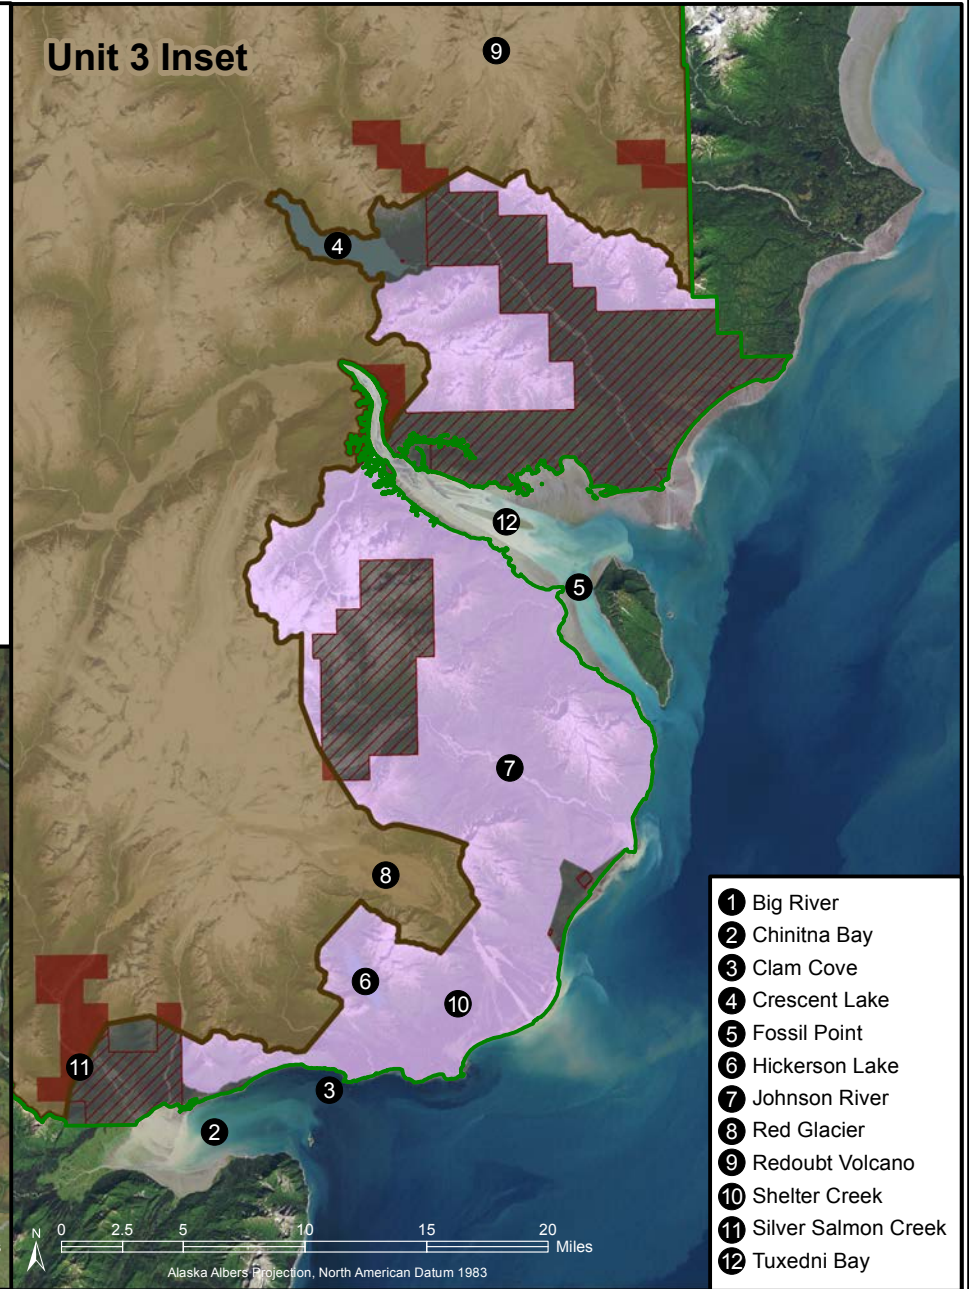 Unit 3 Inset
9
4
12
5
7
8
6
10
11
3
2
1 Big River
2 Chinitna Bay
3 Clam Cove
4 Crescent Lake
5 Fossil Point
6 Hickerson Lake
7 Johnson River
8 Red Glacier
9 Redoubt Volcano
10 Shelter Creek
11 Silver Salmon Creek
12 Tuxedni Bay
N
0 2.5 5 10 15 20
Miles
Alaska Albers Projection, North American Datum 1983